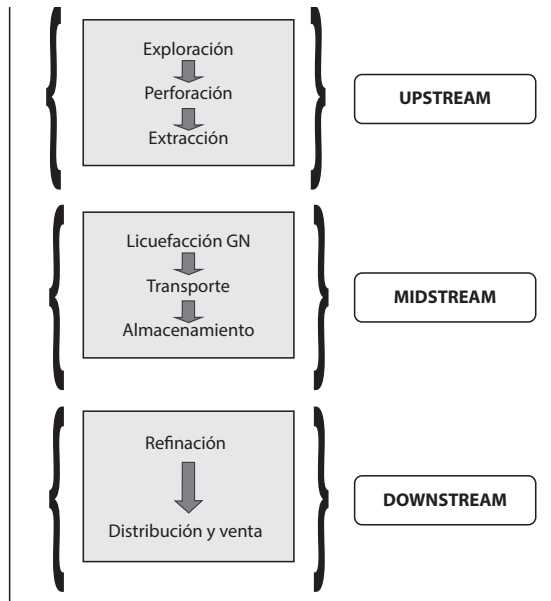 Exploración
Perforación
Extracción
UPSTREAM
Licuefacción GN
Transporte
Almacenamiento
MIDSTREAM
Refinación
Distribución y venta
DOWNSTREAM